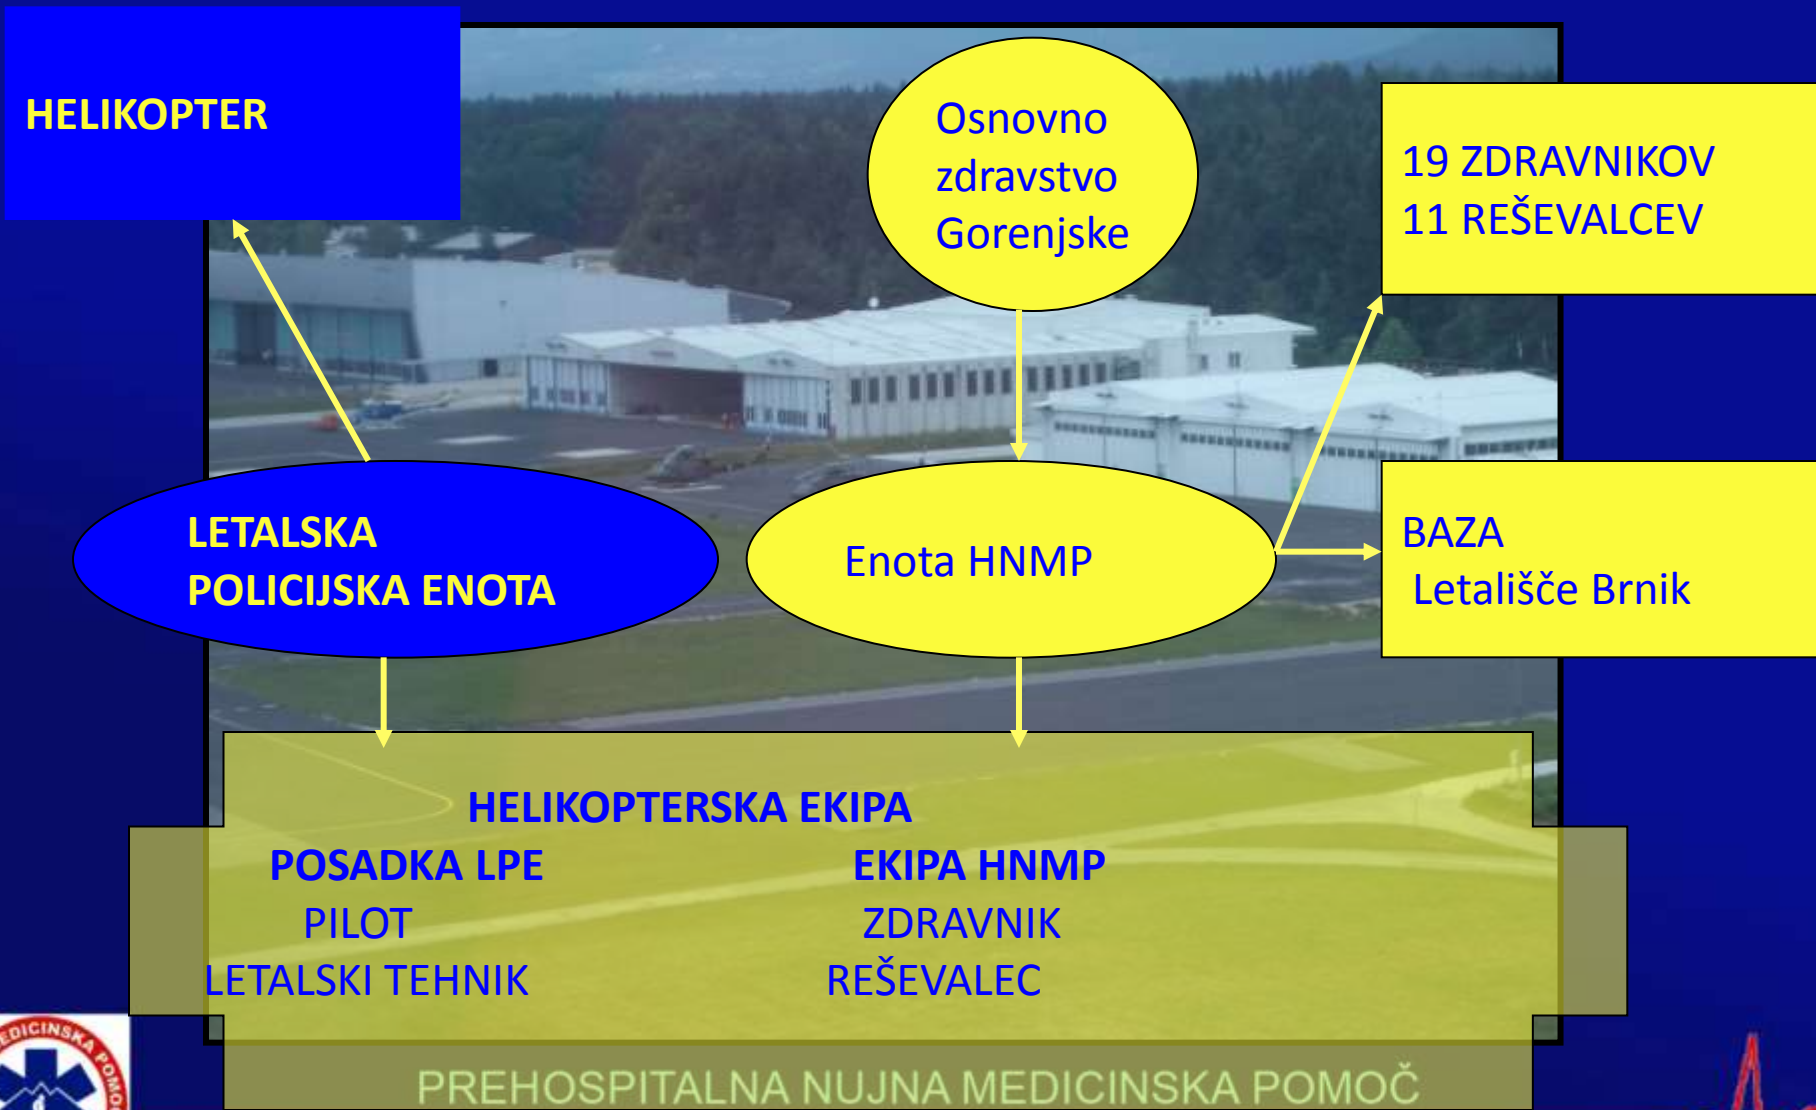 HELIKOPTER
Osnovno
zdravstvo
Gorenjske
19 ZDRAVNIKOV
11 REŠEVALCEV
LETALSKA
POLICIJSKA ENOTA
Enota HNMP
BAZA
Letališče Brnik
HELIKOPTERSKA EKIPA
POSADKA LPE EKIPA HNMP
PILOT ZDRAVNIK
LETALSKI TEHNIK REŠEVALEC
PREHOSPITALNA NUJNA MEDICINSKA POMOČ